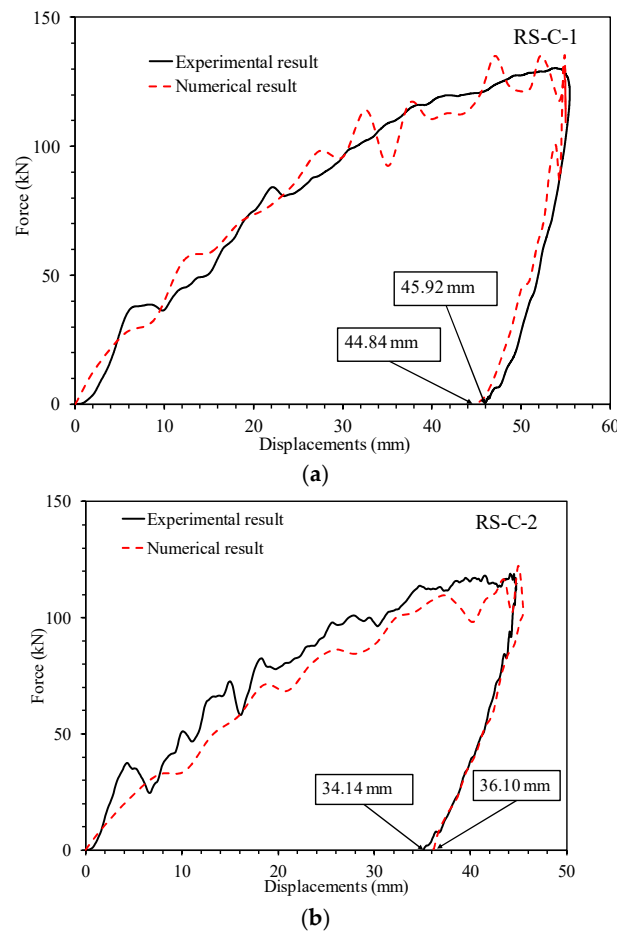 150
RS-C-1
Experimental result
Numerical result
100
Force (kN)
50
45.92 mm
44.84 mm
0
0 10 20 30 40 50 60
Displacements (mm)
(a)
150
Experimental result
RS-C-2
Numerical result
100
Force (kN)
50
34.14 mm
36.10 mm
0
0 10 20 30 40 50
Displacements (mm)
(b)